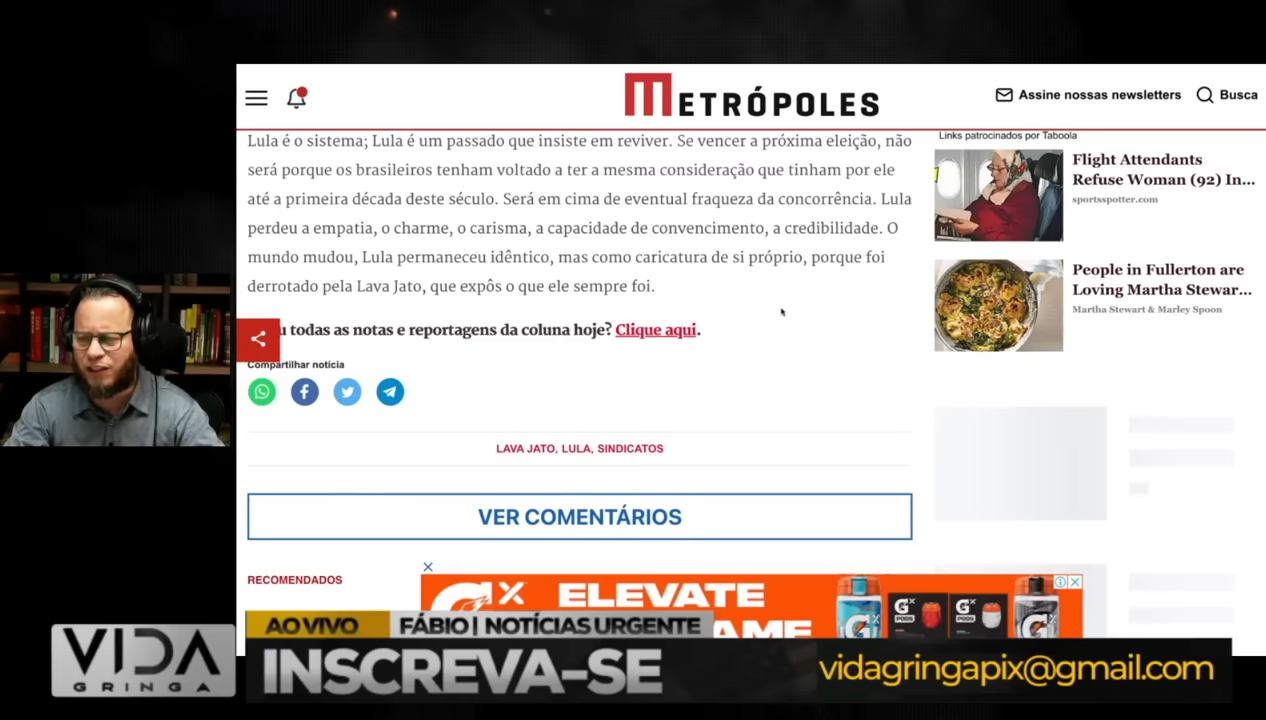 METRÓPOLES
Assine nossas newsletters
Busca
Lula é o sistema; Lula é um passado que insiste em reviver. Se vencer a próxima eleição, não
será porque os brasileiros tenham voltado a ter a mesma consideração que tinham por ele
até a primeira década deste século. Será em cima de eventual fraqueza da concorrência. Lula
perdeu a empatia, o charme, o carisma, a capacidade de convencimento, a credibilidade. O
mundo mudou, Lula permaneceu idêntico, mas como caricatura de si próprio, porque foi
derrotado pela Lava Jato, que expôs o que ele sempre foi.
u todas as notas e reportagens da coluna hoje? Clique aqui.
Compartilhar notícia
LAVA JATO, LULA, SINDICATOS
VER COMENTÁRIOS
RECOMENDADOS
Links patrocinados por Taboola
Flight Attendants
Refuse Woman (92) In...
sportsspotter.com
People in Fullerton are
Loving Martha Stewar...
Martha Stewart & Marley Spoon
GX
ELEVATE
AME
GX
PODS
GX
PODS
AO VIVO
FÁBIO | NOTÍCIAS URGENTE
VIDA
GRINGA
INSCREVA-SE
vidagringapix@gmail.com